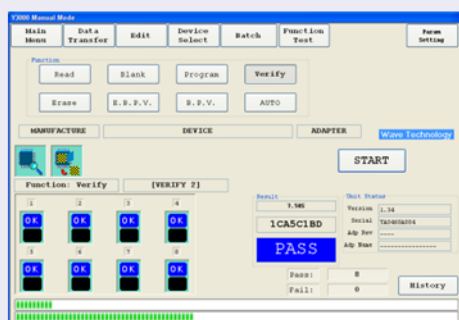 Y3000 Manual Mode
Main Menu
Data Transfer
Edit
Device Select
Batch
Function Test
Param Setting
Function
Read
Blank
Program
Verify
Erase
E.B.P.V.
B.P.V.
AUTO
MANUFACTURE
DEVICE
ADAPTER
Wave Technology
START
Function: Verify
[VERIFY 2]
1
2
3
4
OK
OK
OK
OK
5
6
7
8
OK
OK
OK
OK
Result
1CA5C1BD
PASS
Pass: 8
Fail: 0
Unit Status
Version 1.34
Serial
Adp Rev ----
Adp Name ---------------
History